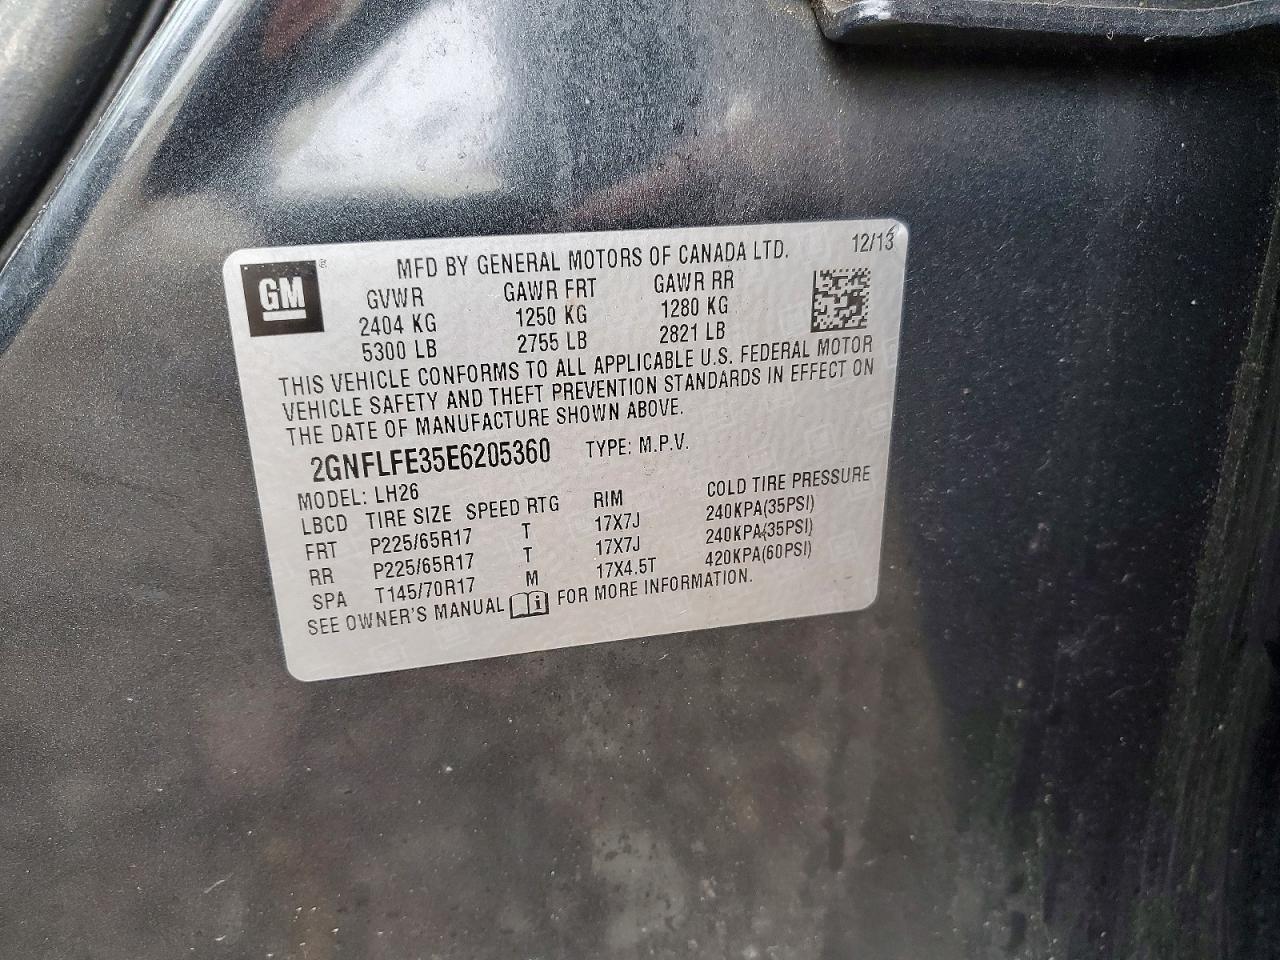 GM ®
MFD BY GENERAL MOTORS OF CANADA LTD. 12/13
GVWR GAWR FRT GAWR RR
2404 KG 1250 KG 1280 KG
5300 LB 2755 LB 2821 LB
THIS VEHICLE CONFORMS TO ALL APPLICABLE U.S. FEDERAL MOTOR
VEHICLE SAFETY AND THEFT PREVENTION STANDARDS IN EFFECT ON
THE DATE OF MANUFACTURE SHOWN ABOVE.
2GNFLFE35E6205360 TYPE: M.P.V.
MODEL: LH26
LBCD TIRE SIZE SPEED RTG RIM COLD TIRE PRESSURE
FRT P225/65R17 T 17X7J 240KPA(35PSI)
RR P225/65R17 T 17X7J 240KPA(35PSI)
SPA T145/70R17 M 17X4.5T 420KPA(60PSI)
SEE OWNER'S MANUAL FOR MORE INFORMATION.